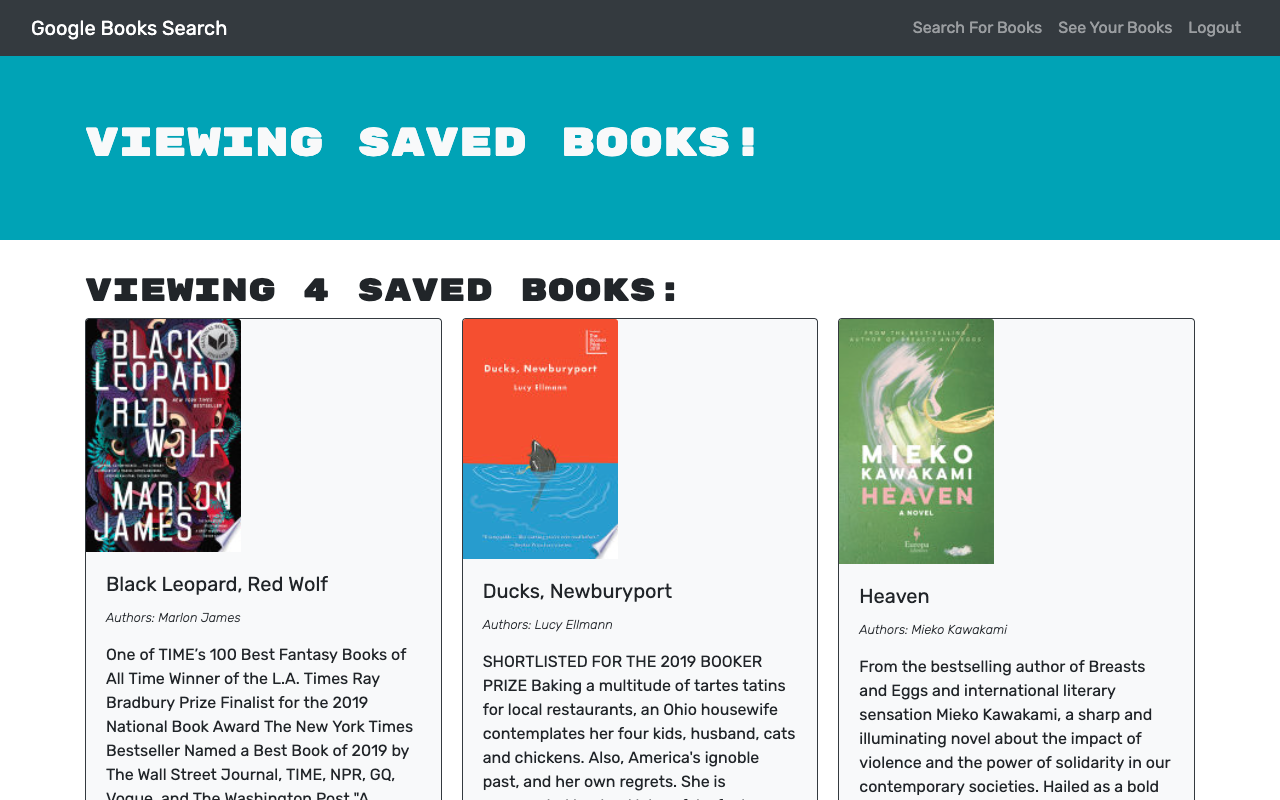 Google Books Search
Search For Books
See Your Books
Logout
VIEWING SAVED BOOKS!
VIEWING 4 SAVED BOOKS:
BLACK
LEOPARD
RED
NEW YORK TIMES
BESTSELLER
WOLF
MARLON
JAMES
Black Leopard, Red Wolf
Authors: Marlon James
One of TIME’s 100 Best Fantasy Books of
All Time Winner of the L.A. Times Ray
Bradbury Prize Finalist for the 2019
National Book Award The New York Times
Bestseller Named a Best Book of 2019 by
The Wall Street Journal, TIME, NPR, GQ,
Vogue, and The Washington Post "A
Ducks, Newburyport
Lucy Ellmann
Ducks, Newburyport
Authors: Lucy Ellmann
SHORTLISTED FOR THE 2019 BOOKER
PRIZE Baking a multitude of tartes tatins
for local restaurants, an Ohio housewife
contemplates her four kids, husband, cats
and chickens. Also, America's ignoble
past, and her own regrets. She is
FROM THE BEST-SELLING
AUTHOR OF BREASTS AND EGGS
MIEKO
KAWAKAMI
HEAVEN
A NOVEL
Europa
Heaven
Authors: Mieko Kawakami
From the bestselling author of Breasts
and Eggs and international literary
sensation Mieko Kawakami, a sharp and
illuminating novel about the impact of
violence and the power of solidarity in our
contemporary societies. Hailed as a bold